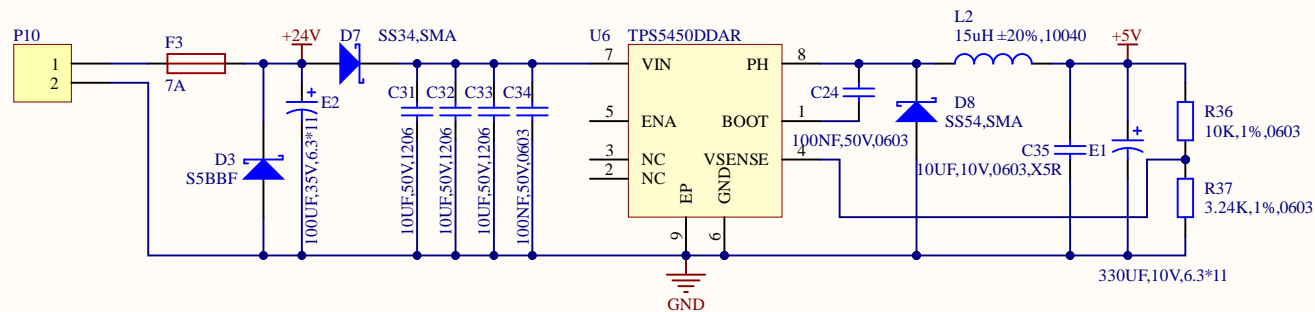 P10
1
2
F3
7A
+24V
D7
SS34,SMA
E2
+
100UF,35V,6.3*11
D3
S5BBF
C31
10UF,50V,1206
C32
10UF,50V,1206
C33
10UF,50V,1206
C34
100NF,50V,0603
U6
TPS5450DDAR
7
VIN
5
ENA
3
NC
2
NC
PH
8
BOOT
1
VSENSE
4
EP
9
GND
6
GND
C24
100NF,50V,0603
D8
SS54,SMA
L2
15uH ±20%,10040
C35
10UF,10V,0603,X5R
+5V
E1
+
330UF,10V,6.3*11
R36
10K,1%,0603
R37
3.24K,1%,0603